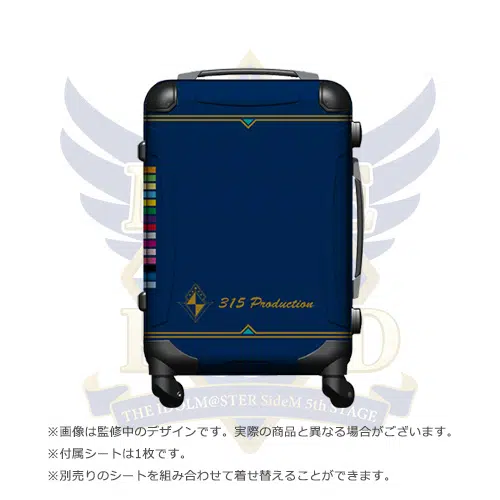 315 Production
THE IDOLM@STER SideM 5th STAGE
※画像は監修中のデザインです。実際の商品と異なる場合がございます。
※付属シートは1枚です。
※別売りのシートを組み合わせて着せ替えることができます。